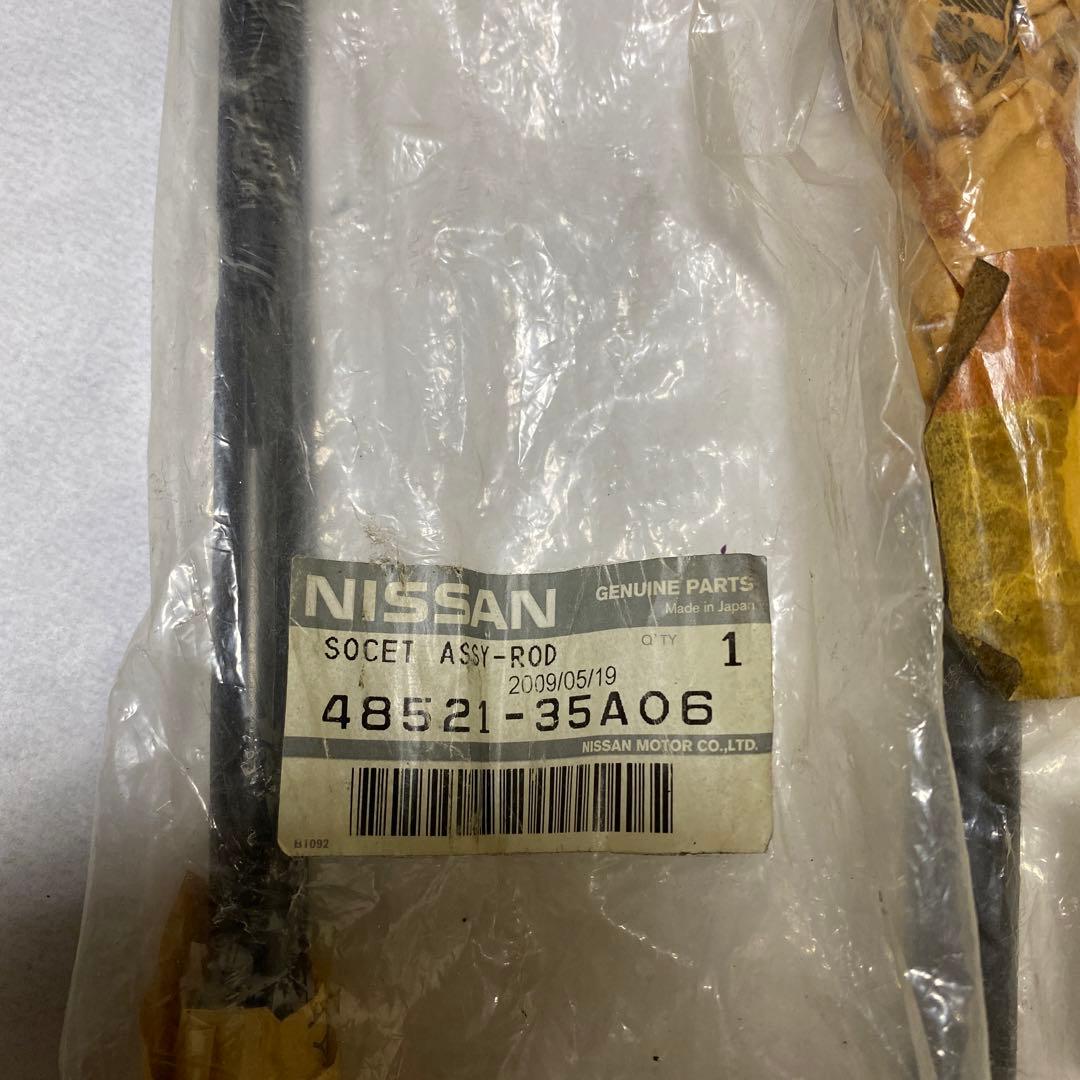 NISSAN GENUINE PARTS
Made in Japan
SOCET ASSY-ROD Q'TY 1
2009/05/19
48521-35A06
NISSAN MOTOR CO.,LTD.
B1092